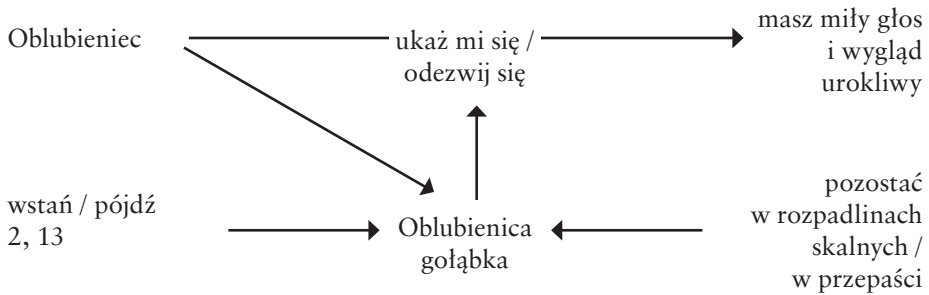 Oblubieniec
ukaż mi się /
odezwij się
masz miły głos
i wygląd
urokliwy
wstań / pójdź
2, 13
Oblubienica
gołąbka
pozostać
w rozpadlinach
skalnych /
w przepaści